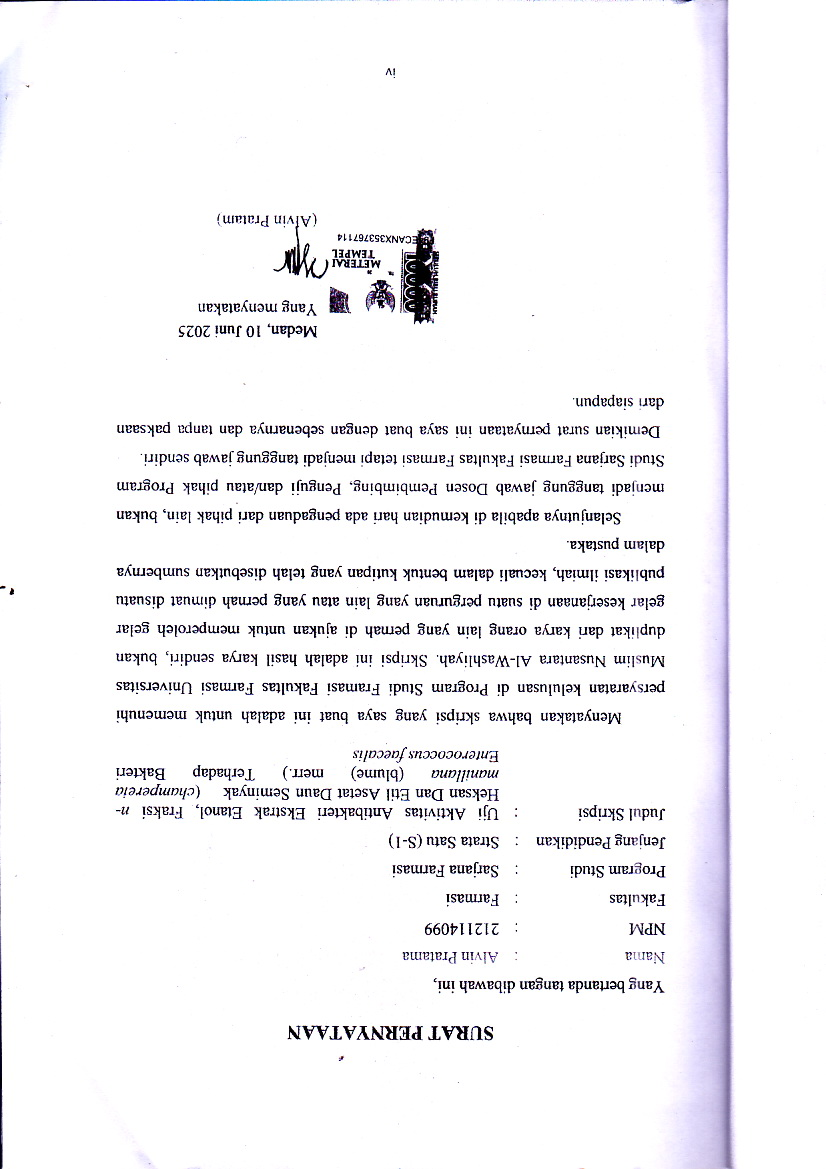 SURAT PERNYATAAN
Yang bertanda tangan dibawah ini,
Nama : Alvin Pratama
NPM : 212114099
Fakultas : Farmasi
Program Studi : Sarjana Farmasi
Jenjang Pendidikan : Strata Satu (S-1)
Judul Skripsi : Uji Aktivitas Antibakteri Ekstrak Etanol, Fraksi n-
Heksan Dan Etil Asetat Daun Seminyak (champereia
manillana (blume) merr.) Terhadap Bakteri
Enterococcus faecalis
Menyatakan bahwa skripsi yang saya buat ini adalah untuk memenuhi
persyaratan kelulusan di Program Studi Framasi Fakultas Farmasi Universitas
Muslim Nusantara Al-Washliyah. Skripsi ini adalah hasil karya sendiri, bukan
duplikat dari karya orang lain yang pernah di ajukan untuk memperoleh gelar
gelar keserjanaan di suatu perguruan yang lain atau yang pernah dimuat disuatu
publikasi ilmiah, kecuali dalam bentuk kutipan yang telah disebutkan sumbernya
dalam pustaka.
Selanjutnya apabila di kemudian hari ada pengaduan dari pihak lain, bukan
menjadi tanggung jawab Dosen Pembimbing, Penguji dan/atau pihak Program
Studi Sarjana Farmasi Fakultas Farmasi tetapi menjadi tanggung jawab sendiri.
Demikian surat pernyataan ini saya buat dengan sebenarnya dan tanpa paksaan
dari siapapun.
Medan, 10 Juni 2025
Yang menyatakan
10000
METERAI
TEMPEL
ECANX353767114
(Alvin Pratam)
iv